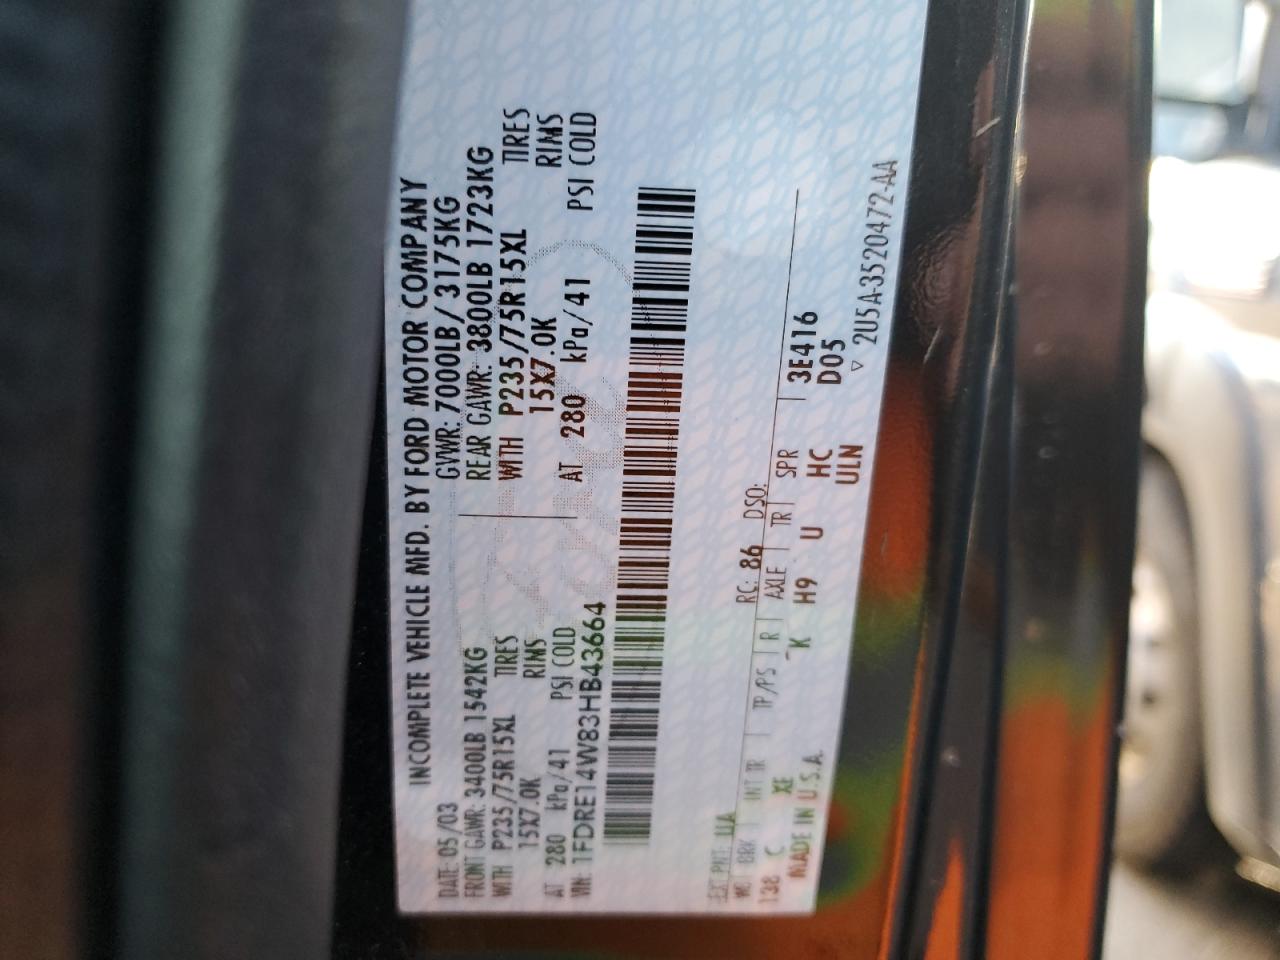 INCOMPLETE VEHICLE MFD. BY FORD MOTOR COMPANY
DATE: 05/03 GVWR: 7000LB/3175KG
FRONT GAWR: 3400LB 1542KG REAR GAWR: 3800LB 1723KG
WITH P235/75R15XL TIRES WITH P235/75R15XL TIRES
15X7.0K RIMS 15X7.0K RIMS
AT 280 kPa/41 PSI COLD AT 280 kPa/41 PSI COLD
VIN: 1FDRE14W83HB43664
EXT PNT: UA RC: 86 DSO:
WB BRK INT TR TP/PS R AXLE TR SPR 3E416
138 C XE K H9 U HC D05
MADE IN U.S.A. ULN
▽ 2U5A-3520472-AA